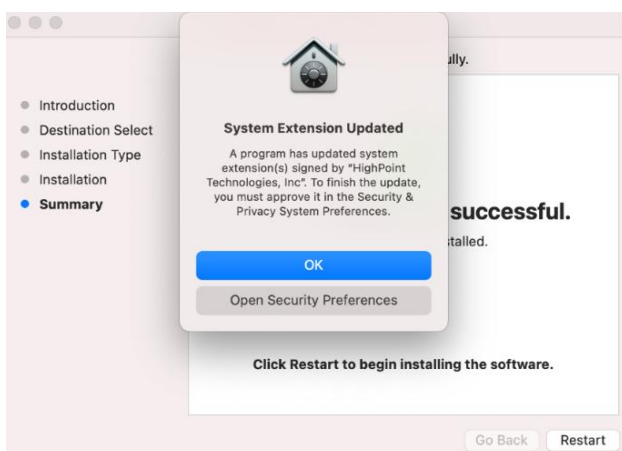 ully.
Introduction
Destination Select
Installation Type
Installation
Summary
System Extension Updated
A program has updated system
extension(s) signed by "HighPoint
Technologies, Inc". To finish the update,
you must approve it in the Security &
Privacy System Preferences.
OK
Open Security Preferences
successful.
stalled.
Click Restart to begin installing the software.
Go Back
Restart